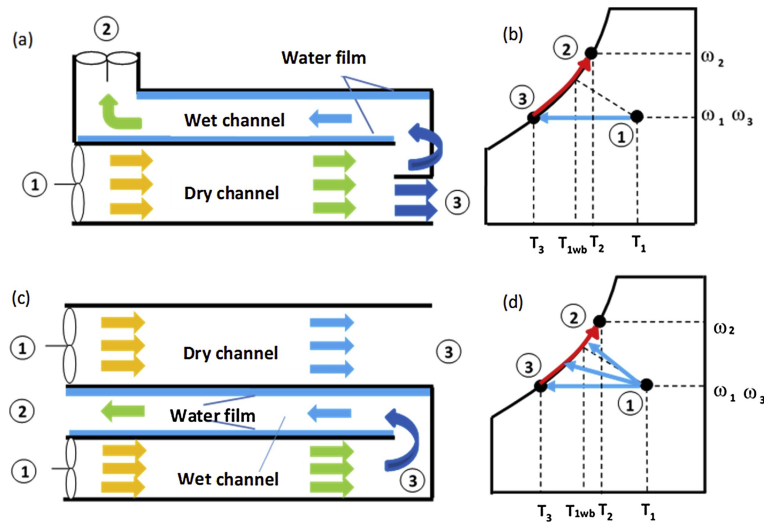 (a)
2
Water film
Wet channel
1
Dry channel
3
(b)
2
ω2
3
ω1 ω3
1
T3 T1wb T2 T1
(c)
1
Dry channel
3
2
Water film
1
Wet channel
3
(d)
2
ω2
3
ω1 ω3
1
T3 T1wb T2 T1